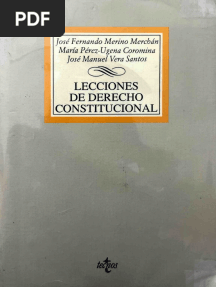 PDF
José Fernando Merino Merchán
María Pérez-Ugena Coromina
José Manuel Vera Santos
LECCIONES
DE DERECHO
CONSTITUCIONAL
tecnos